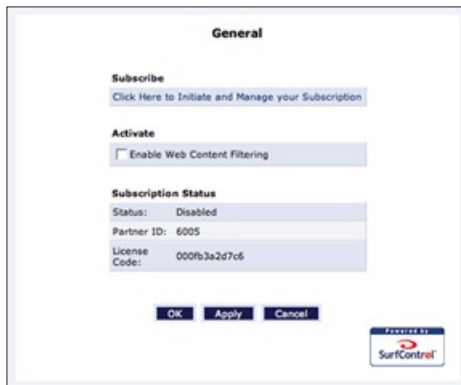 General
Subscribe
Click Here to Initiate and Manage your Subscription
Activate
Enable Web Content Filtering
Subscription Status
Status: Disabled
Partner ID: 6005
License Code: 000fb3a2d7c6
OK Apply Cancel
Powered by
SurfControl